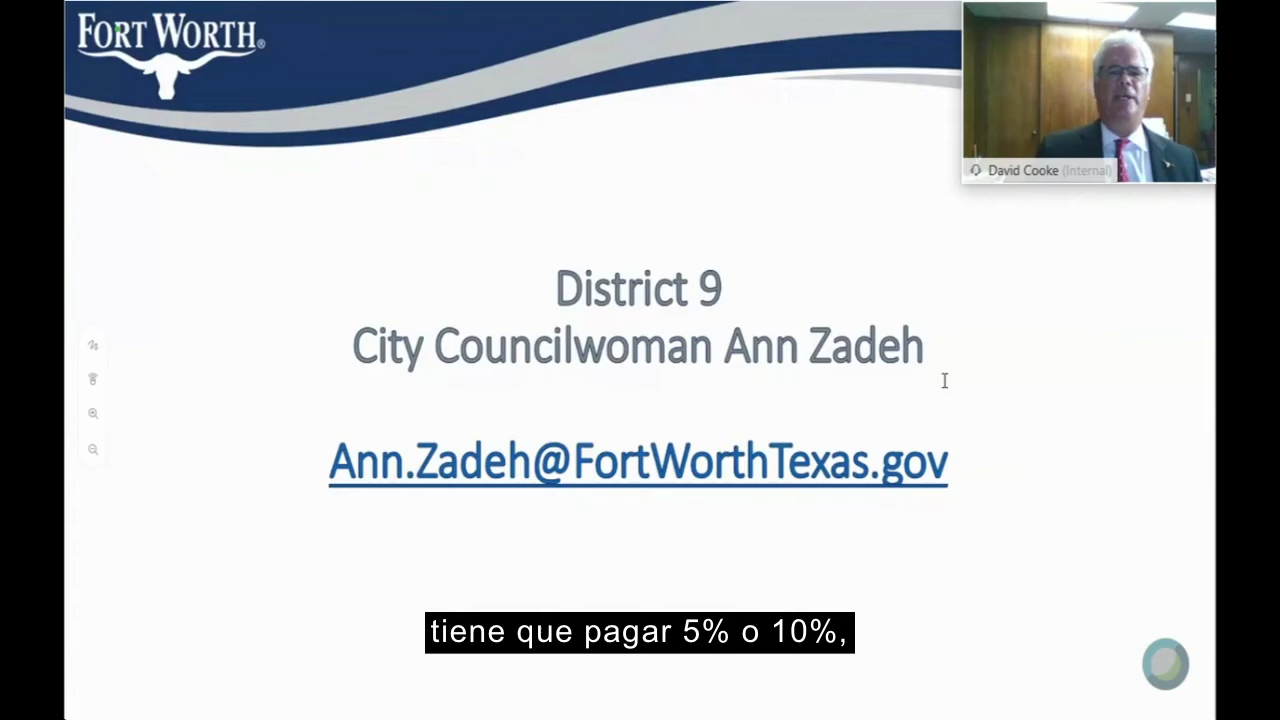 FORT WORTH®
David Cooke (Internal)
District 9
City Councilwoman Ann Zadeh
Ann.Zadeh@FortWorthTexas.gov
tiene que pagar 5% o 10%,